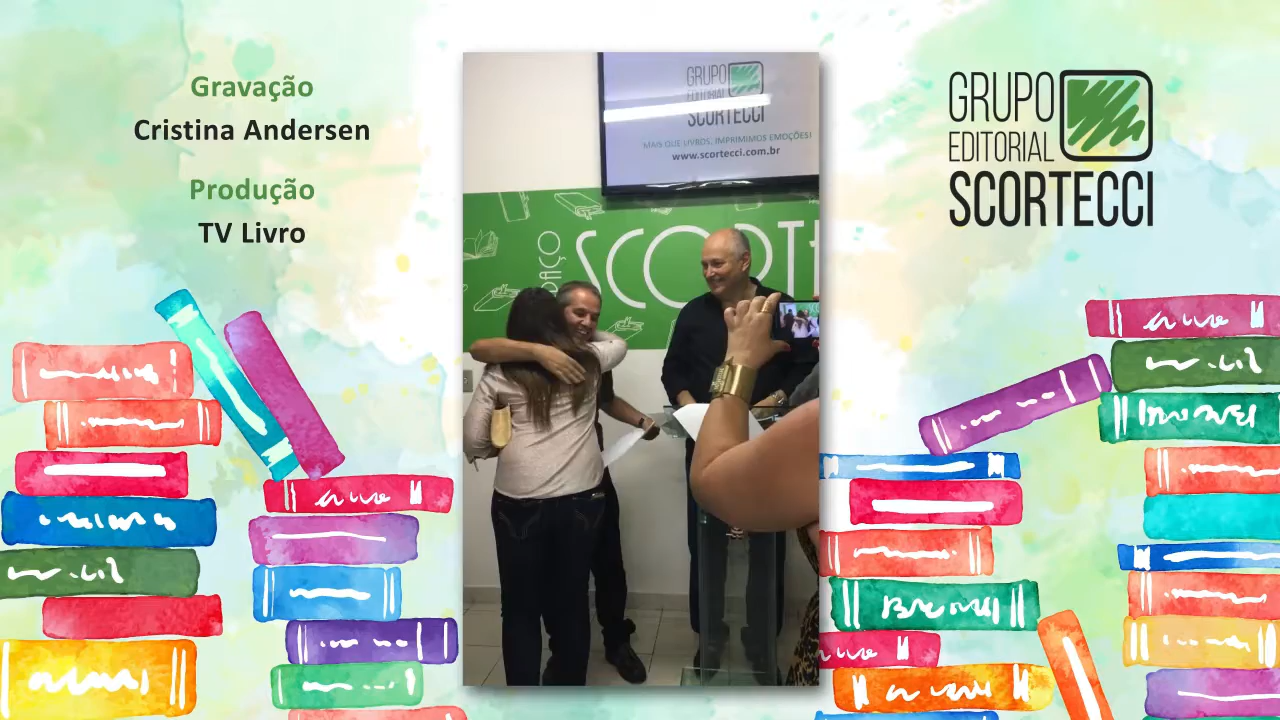 Gravação
Cristina Andersen
Produção
TV Livro
GRUPO
EDITORIAL
SCORTECCI
MAIS QUE LIVROS, IMPRIMIMOS EMOÇÕES!
www.scortecci.com.br
SCORT
GRUPO
EDITORIAL
SCORTECCI